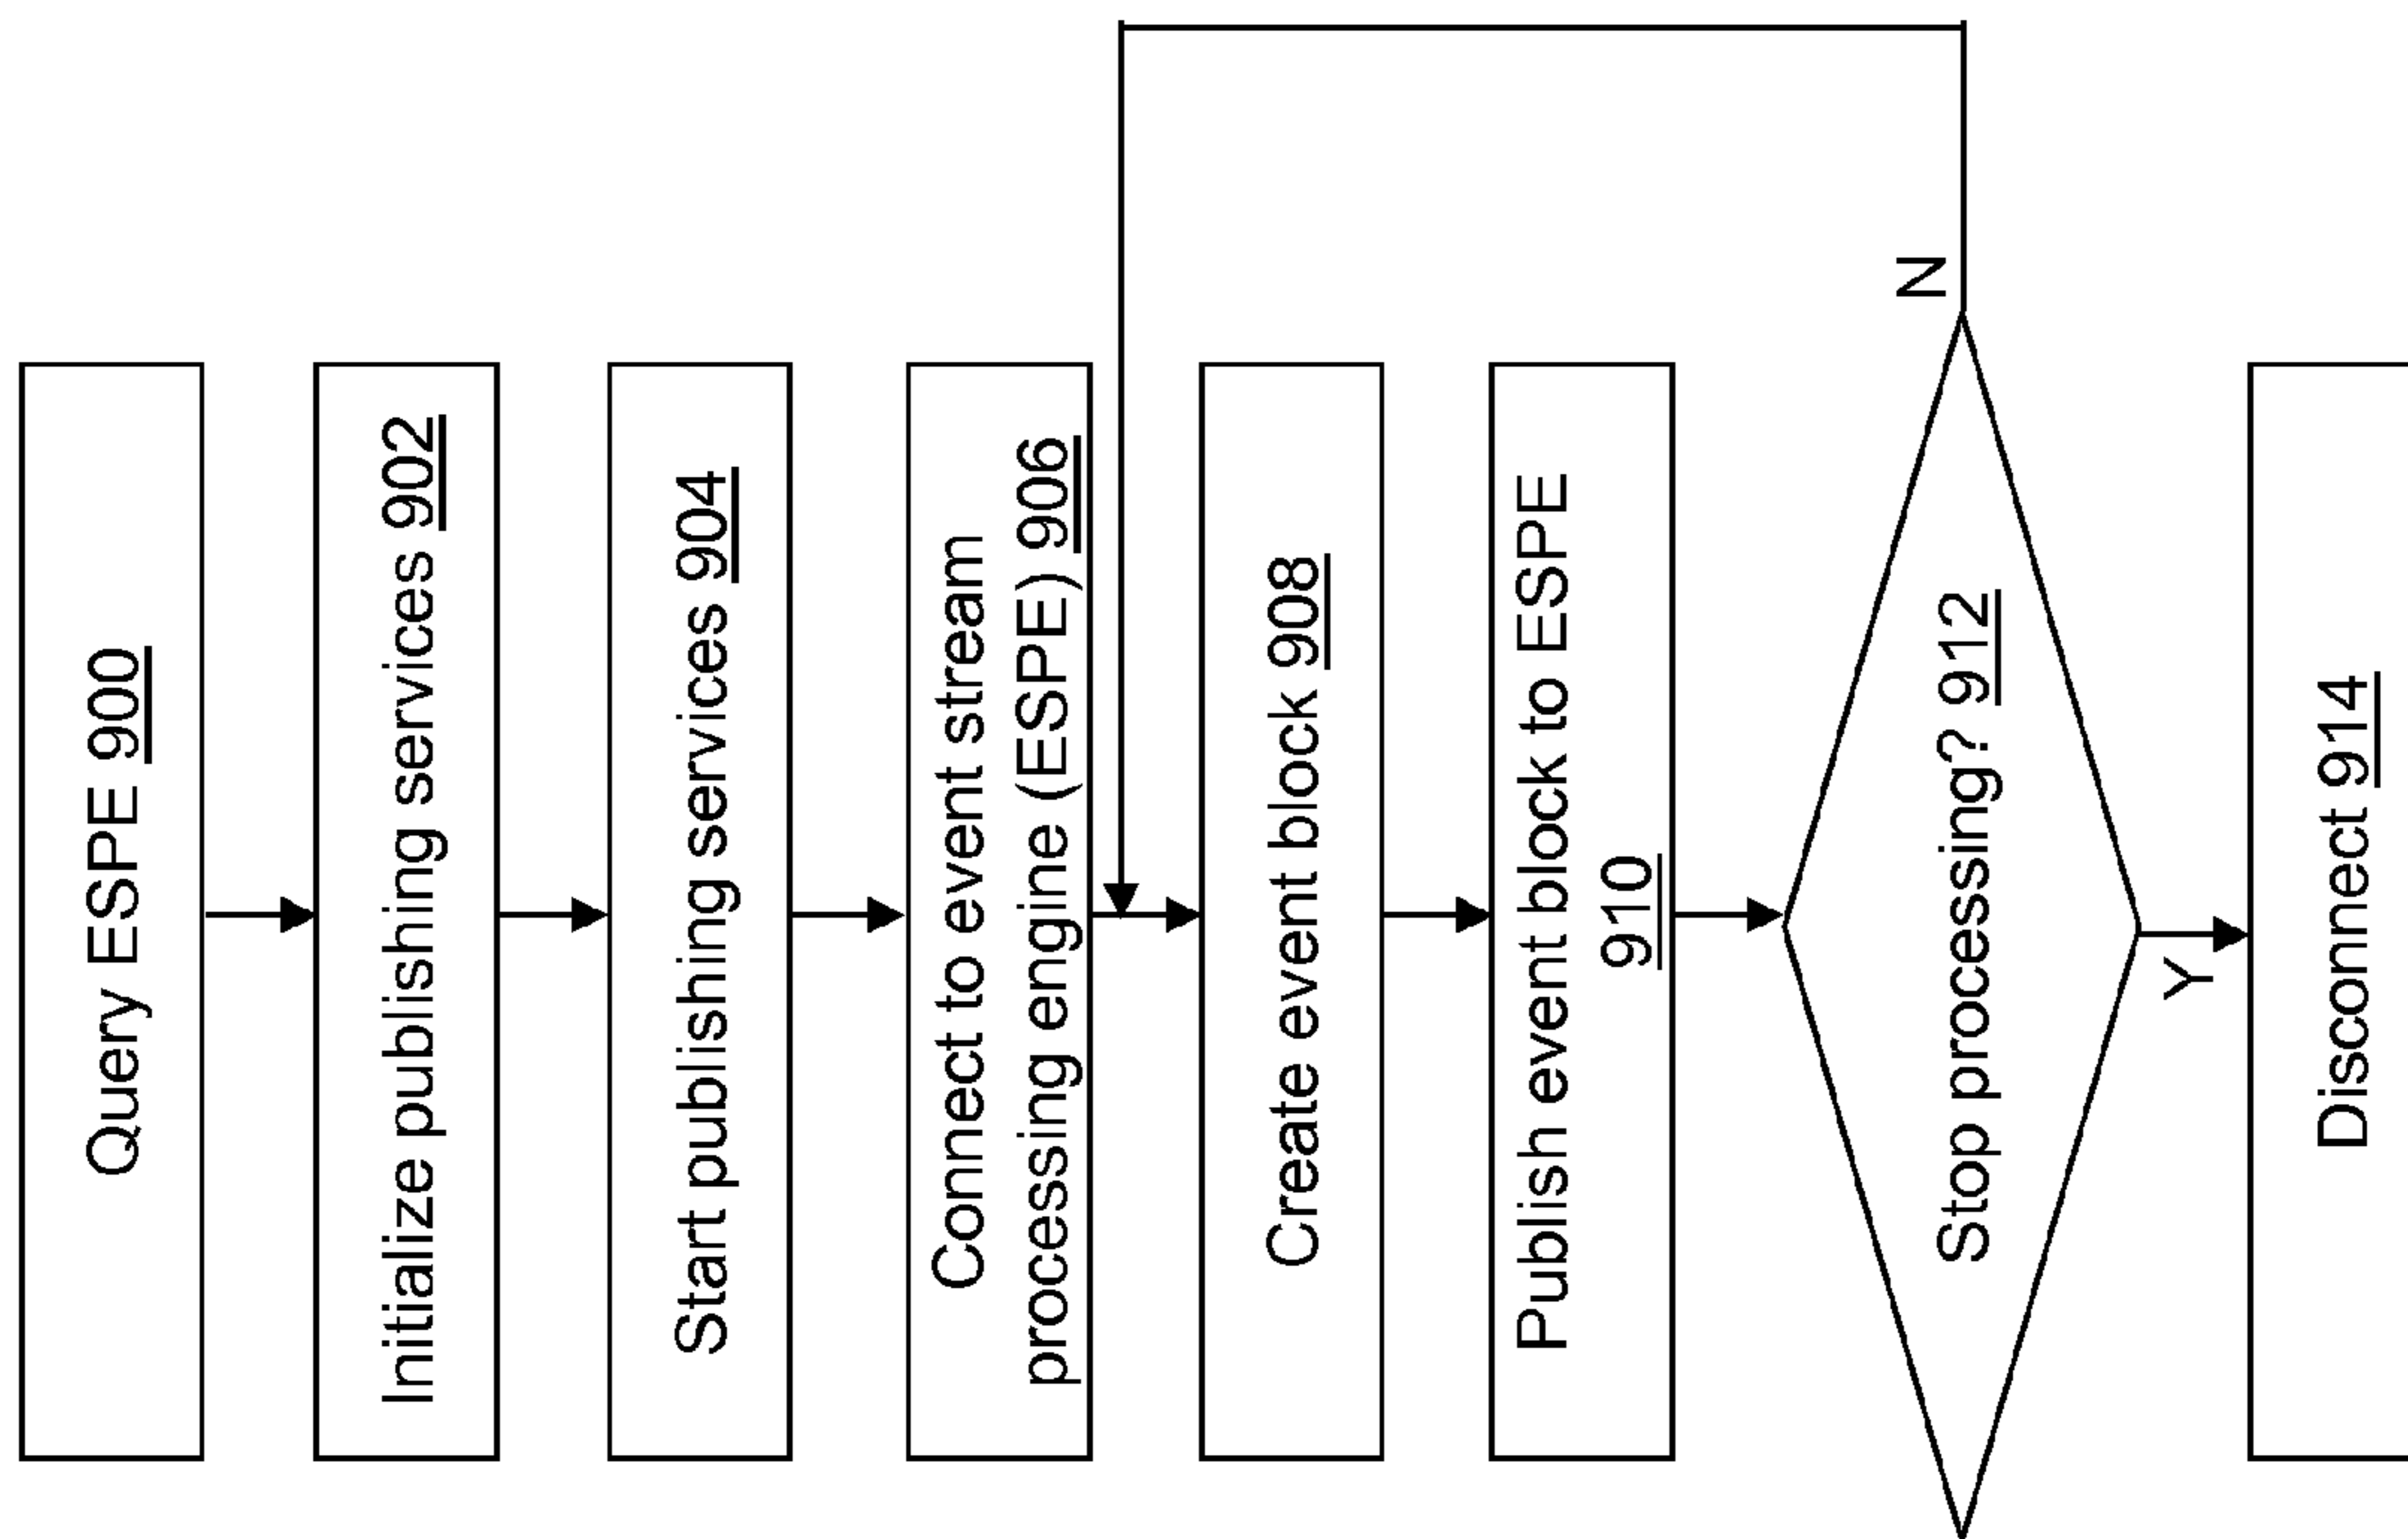 Query ESPE 900
Initialize publishing services 902
Start publishing services 904
Connect to event stream
processing engine (ESPE) 906
Create event block 908
Publish event block to ESPE
910
Stop processing? 912
N
Y
Disconnect 914